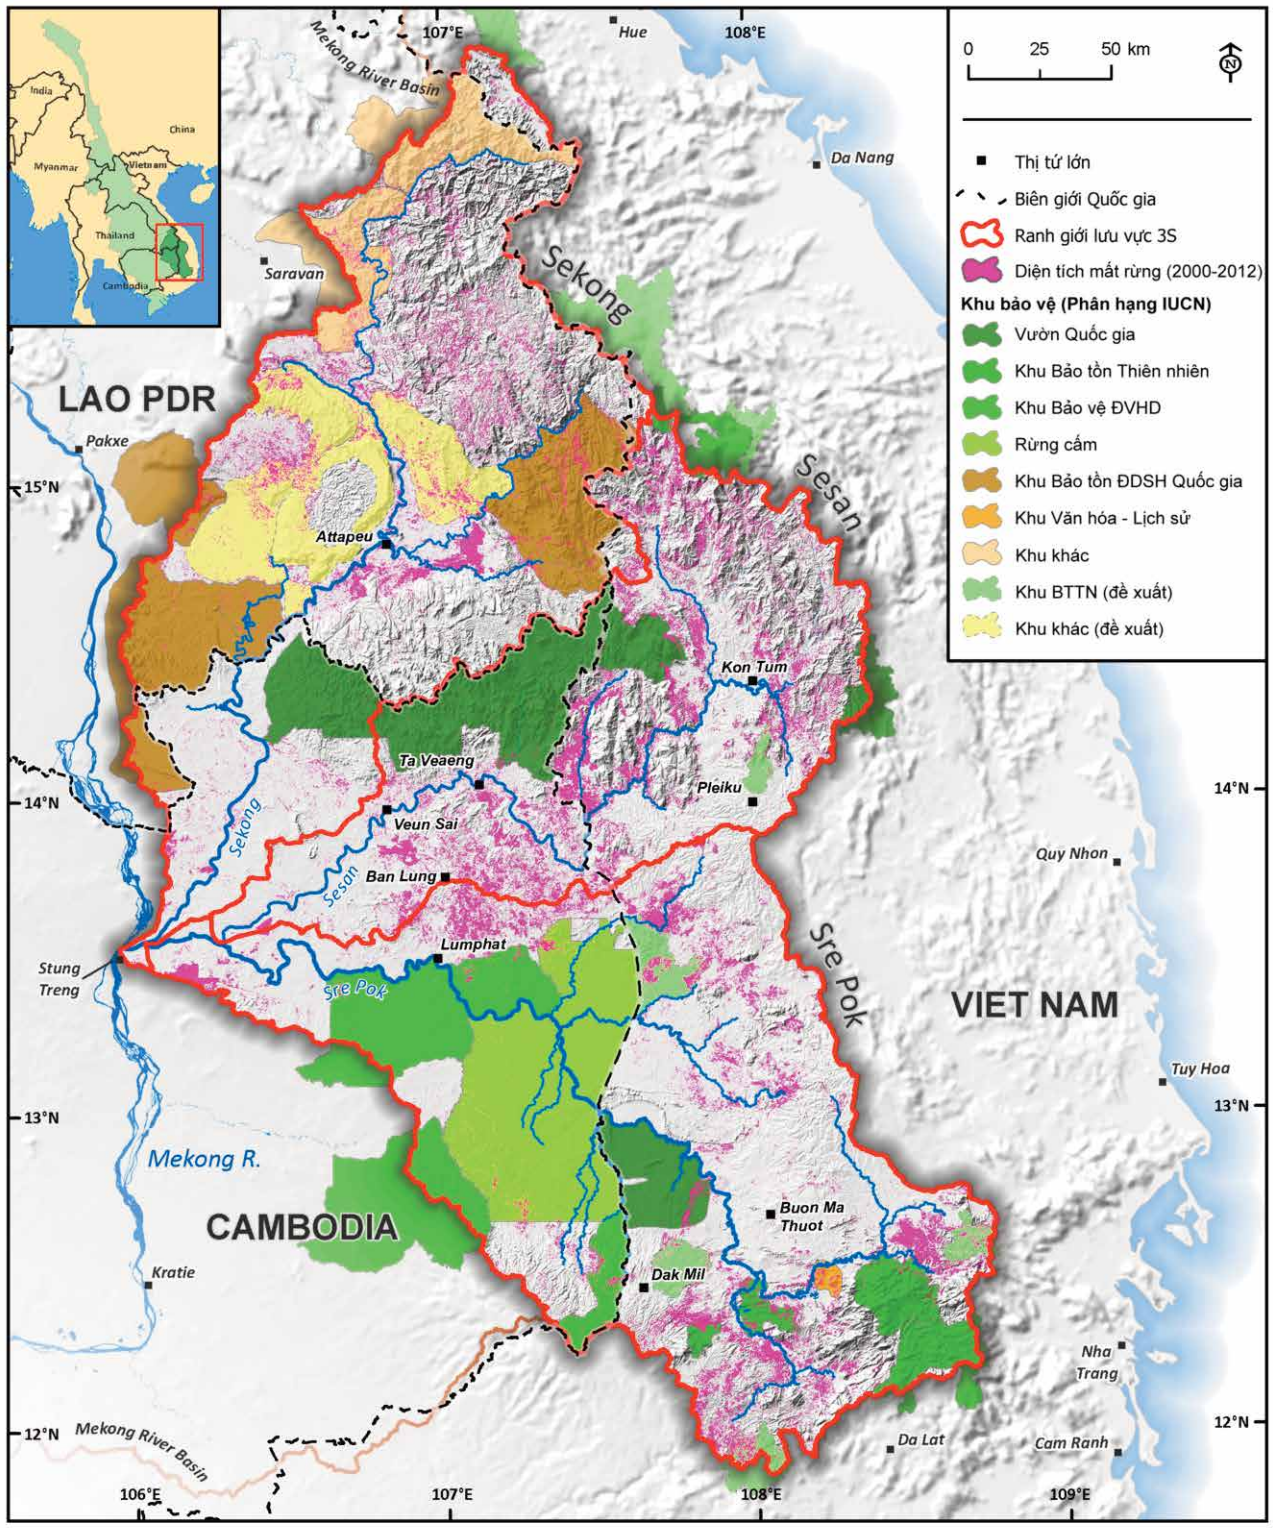 107°E
108°E
Hue
Mekong River Basin
India
China
Myanmar
Vietnam
Thailand
Cambodia
Da Nang
Saravan
Sekong
LAO PDR
Pakxe
Sesan
15°N
Attapeu
Kon Tum
Ta Veaeng
Pleiku
14°N
14°N
Veun Sai
Sekong
Quy Nhon
Sesan
Ban Lung
Lumphat
Sre Pok
Stung
Treng
Sre Pok
VIET NAM
Tuy Hoa
13°N
13°N
Mekong R.
Buon Ma
Thuot
CAMBODIA
Kratie
Dak Mil
Nha
Trang
12°N
12°N
Mekong River Basin
Da Lat
Cam Ranh
106°E
107°E
108°E
109°E
0 25 50 km
N
Thị tứ lớn
Biên giới Quốc gia
Ranh giới lưu vực 3S
Diện tích mất rừng (2000-2012)
Khu bảo vệ (Phân hạng IUCN)
Vườn Quốc gia
Khu Bảo tồn Thiên nhiên
Khu Bảo vệ ĐVHD
Rừng cấm
Khu Bảo tồn ĐDSH Quốc gia
Khu Văn hóa - Lịch sử
Khu khác
Khu BTTN (đề xuất)
Khu khác (đề xuất)